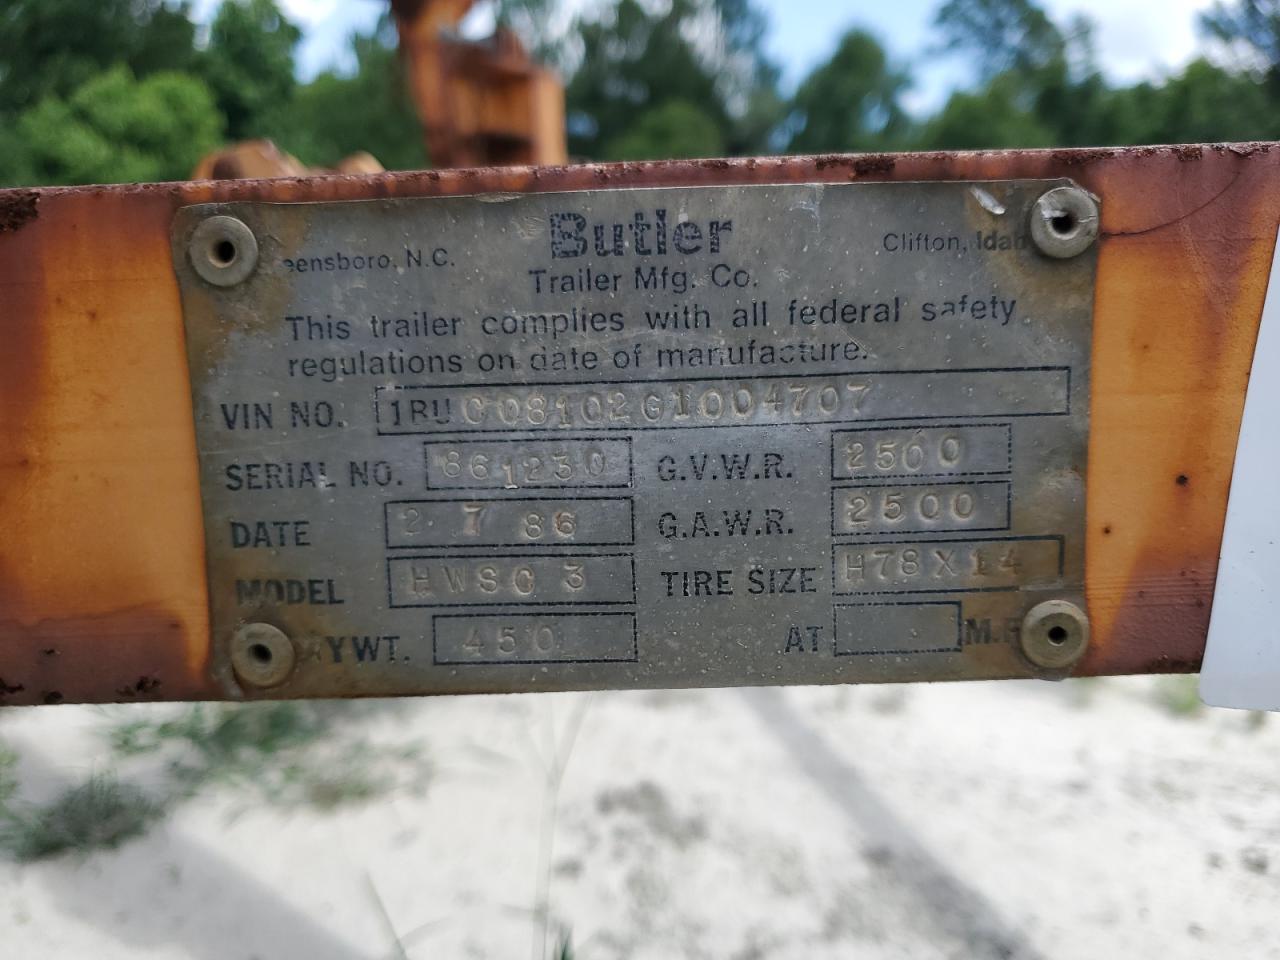 Butler
eensboro, N.C. Clifton, Idah
Trailer Mfg. Co.
This trailer complies with all federal safety
regulations on date of manufacture.
VIN NO. 1BUC08102G1004707
SERIAL NO. 861230 G.V.W.R. 2500
DATE 2 7 86 G.A.W.R. 2500
MODEL HWSC 3 TIRE SIZE H78X14
YWT. 450 AT M.P